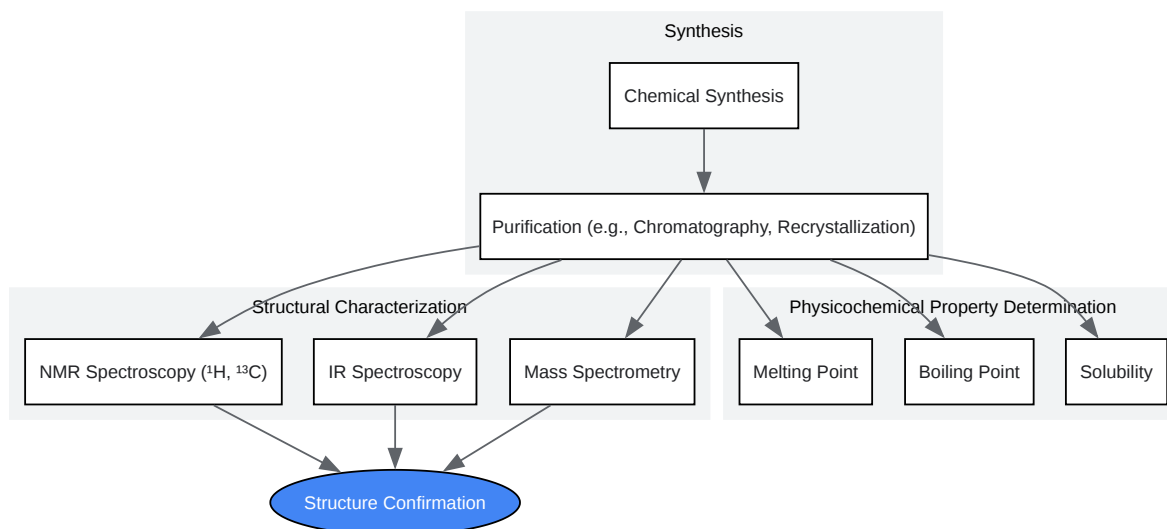 Synthesis
Chemical Synthesis
Purification (e.g., Chromatography, Recrystallization)
Structural Characterization
Physicochemical Property Determination
NMR Spectroscopy (¹H, ¹³C)
IR Spectroscopy
Mass Spectrometry
Melting Point
Boiling Point
Solubility
Structure Confirmation